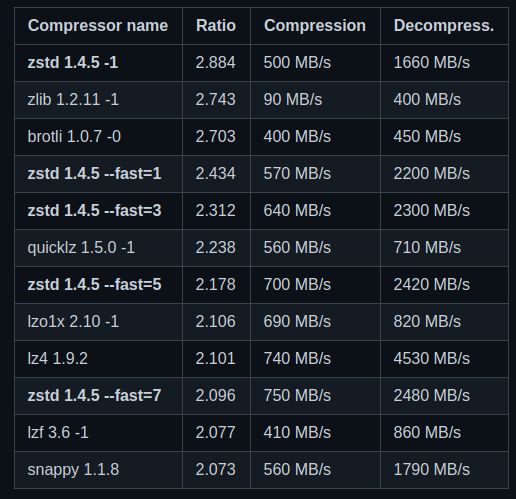 Compressor name Ratio Compression Decompress.
zstd 1.4.5 -1 2.884 500 MB/s 1660 MB/s
zlib 1.2.11 -1 2.743 90 MB/s 400 MB/s
brotli 1.0.7 -0 2.703 400 MB/s 450 MB/s
zstd 1.4.5 --fast=1 2.434 570 MB/s 2200 MB/s
zstd 1.4.5 --fast=3 2.312 640 MB/s 2300 MB/s
quicklz 1.5.0 -1 2.238 560 MB/s 710 MB/s
zstd 1.4.5 --fast=5 2.178 700 MB/s 2420 MB/s
lzo1x 2.10 -1 2.106 690 MB/s 820 MB/s
lz4 1.9.2 2.101 740 MB/s 4530 MB/s
zstd 1.4.5 --fast=7 2.096 750 MB/s 2480 MB/s
lzf 3.6 -1 2.077 410 MB/s 860 MB/s
snappy 1.1.8 2.073 560 MB/s 1790 MB/s